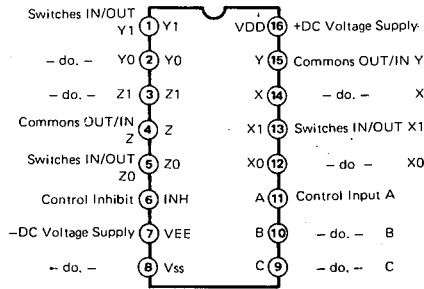 Switches IN/OUT
Y1 1 Y1 VDD 16 +DC Voltage Supply
- do. - Y0 2 Y0 Y 15 Commons OUT/IN Y
- do. - Z1 3 Z1 X 14 - do. - X
Commons OUT/IN
Z 4 Z X1 13 Switches IN/OUT X1
Switches IN/OUT
Z0 5 Z0 X0 12 - do - X0
Control Inhibit 6 INH A 11 Control Input A
-DC Voltage Supply 7 VEE B 10 - do. - B
- do, - 8 Vss C 9 - do, - C